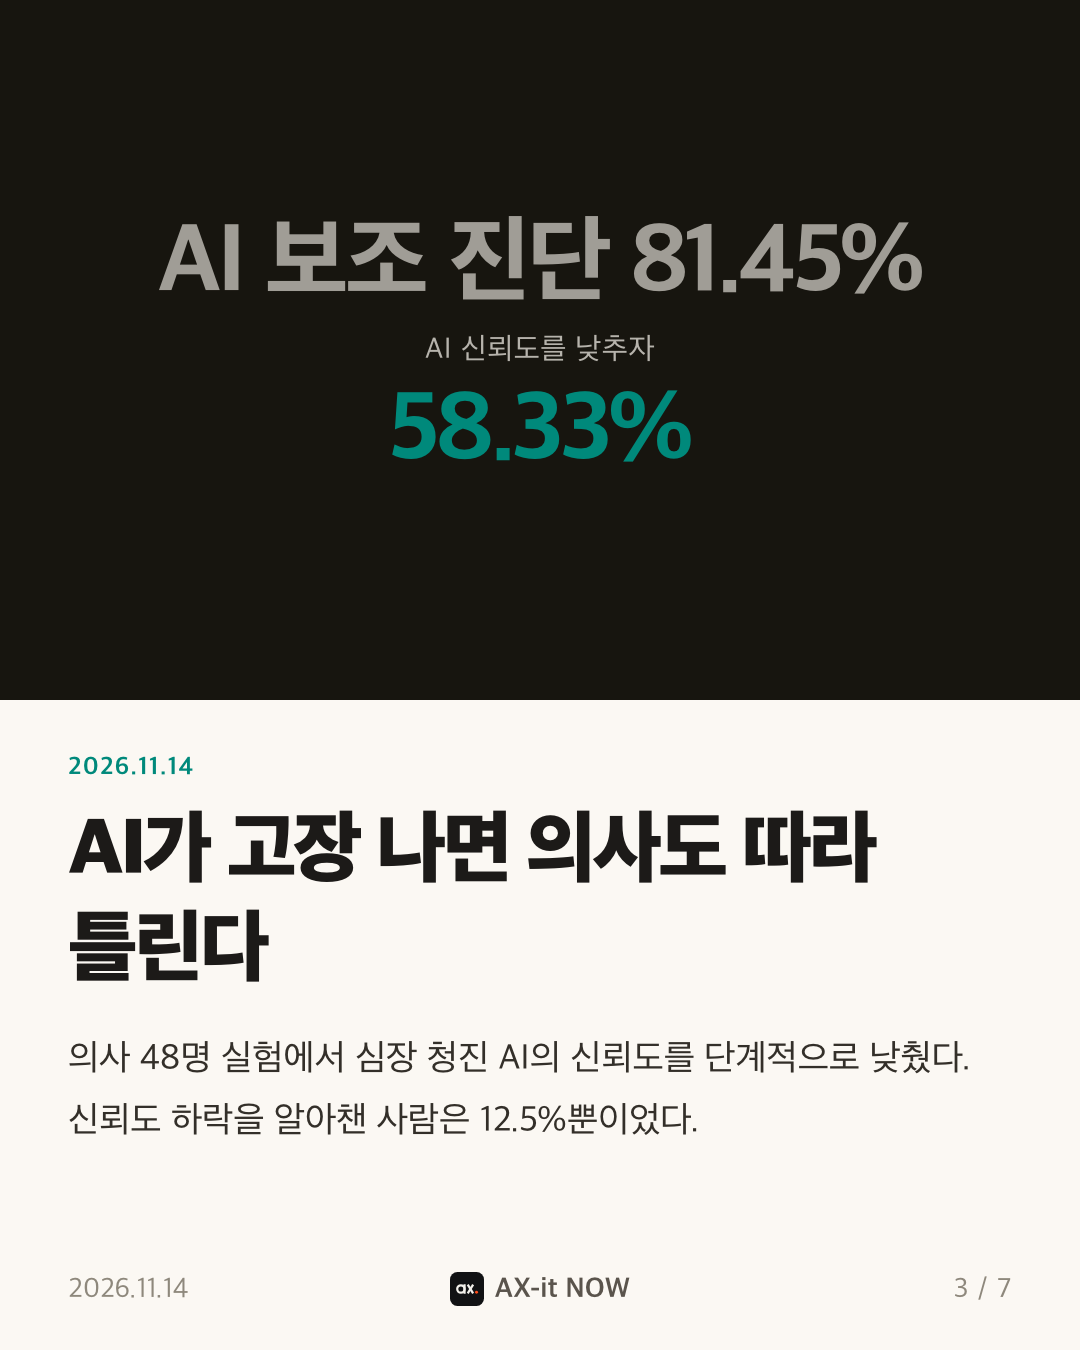 AI 보조 진단 81.45%
AI 신뢰도를 낮추자
58.33%
2026.11.14
AI가 고장 나면 의사도 따라
틀린다
의사 48명 실험에서 심장 청진 AI의 신뢰도를 단계적으로 낮췄다.
신뢰도 하락을 알아챈 사람은 12.5%뿐이었다.
2026.11.14
ax. AX-it NOW
3 / 7